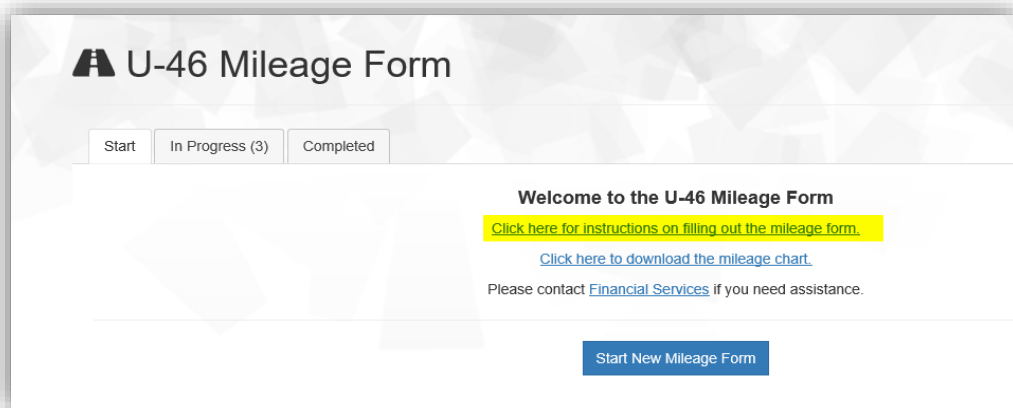 U-46 Mileage Form
Start In Progress (3) Completed
Welcome to the U-46 Mileage Form
Click here for instructions on filling out the mileage form.
Click here to download the mileage chart.
Please contact Financial Services if you need assistance.
Start New Mileage Form